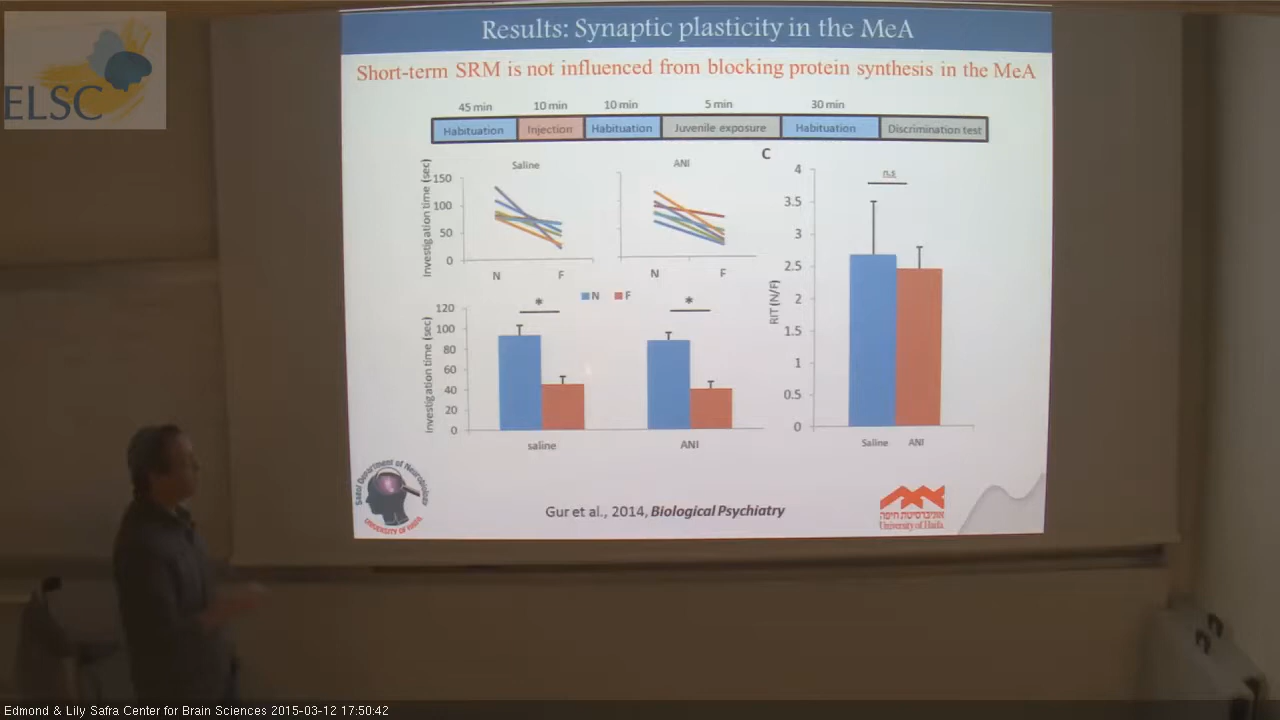 ELSC
Results: Synaptic plasticity in the MeA
Short-term SRM is not influenced from blocking protein synthesis in the MeA
45 min 10 min 10 min 5 min 30 min
Habituation Injection Habituation Juvenile exposure Habituation Discrimination test
C
Saline ANI
Investigation time (sec)
150
100
50
0
N F N F
N F
Investigation time (sec)
120
100
80
60
40
20
0
* *
saline ANI
RIT (N/F)
4
3.5
3
2.5
2
1.5
1
0.5
0
n.s
Saline ANI
Sagol Department of Neurobiology
UNIVERSITY OF HAIFA
Gur et al., 2014, Biological Psychiatry
אוניברסיטת חיפה
University of Haifa
Edmond & Lily Safra Center for Brain Sciences 2015-03-12 17:50:42